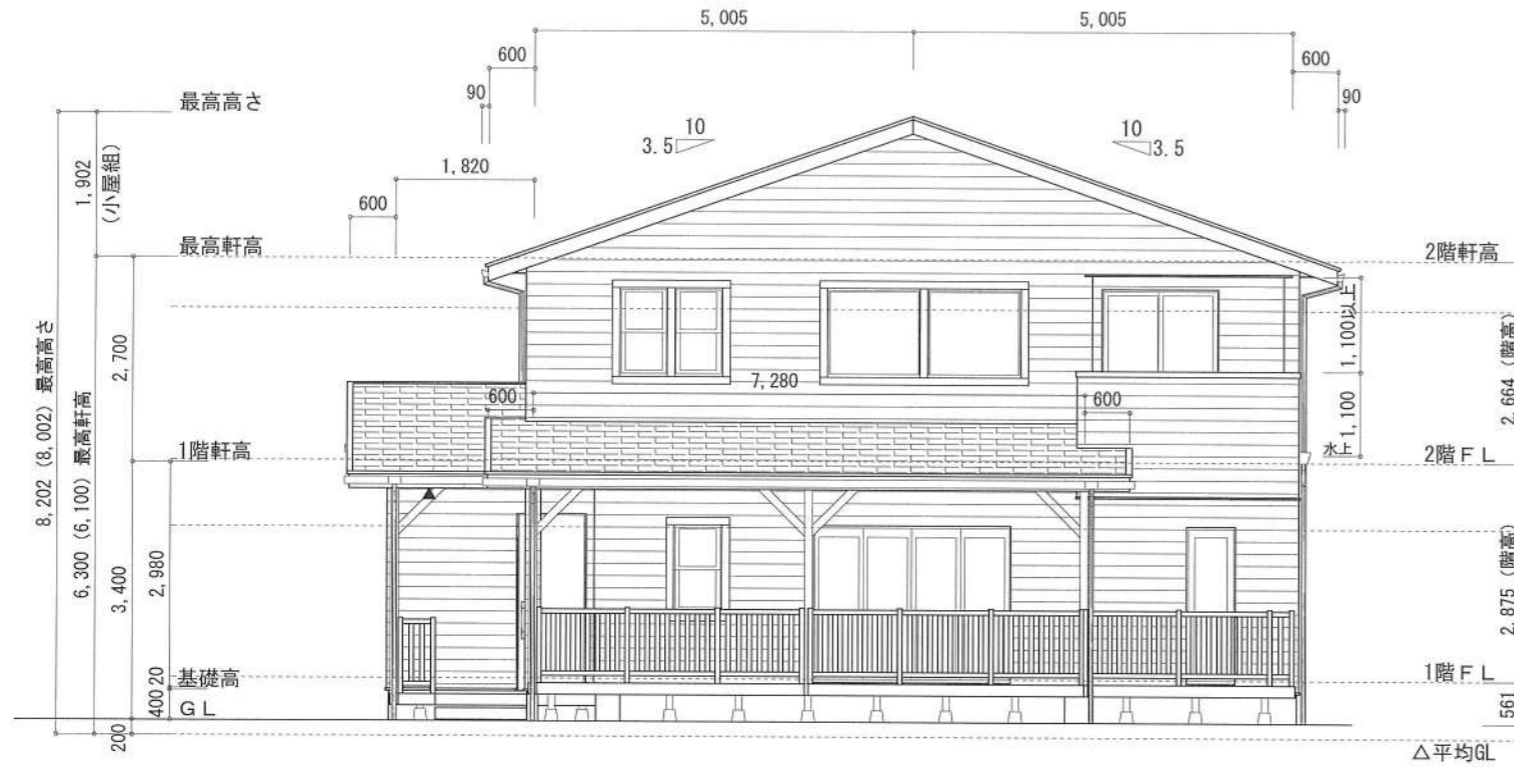 5,005
5,005
600
600
90
90
最高高さ
10
3.5
10
3.5
1,902
(小屋組)
1,820
600
最高軒高
2階軒高
1,100以上
2,700
2,664 (階高)
7,280
600
600
1,100
水上
1階軒高
2階FL
8,202 (8,002) 最高高さ
6,300 (6,100) 最高軒高
3,400
2,980
2,875 (階高)
20
基礎高
1階FL
400
GL
561
200
△平均GL